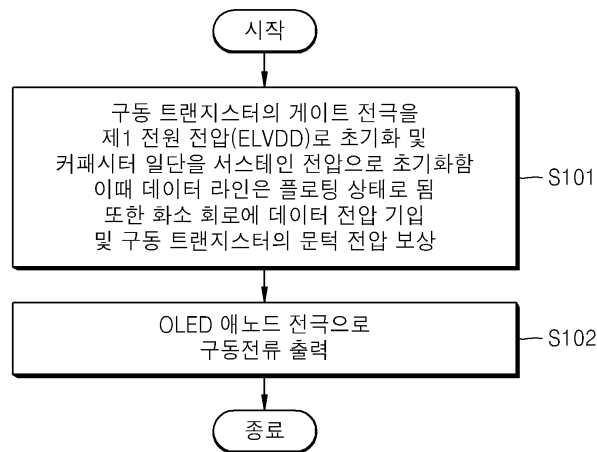 시작
구동 트랜지스터의 게이트 전극을
제1 전원 전압(ELVDD)로 초기화 및
커패시터 일단을 서스테인 전압으로 초기화함
이때 데이터 라인은 플로팅 상태로 됨
또한 화소 회로에 데이터 전압 기입
및 구동 트랜지스터의 문턱 전압 보상
S101
OLED 애노드 전극으로
구동전류 출력
S102
종료